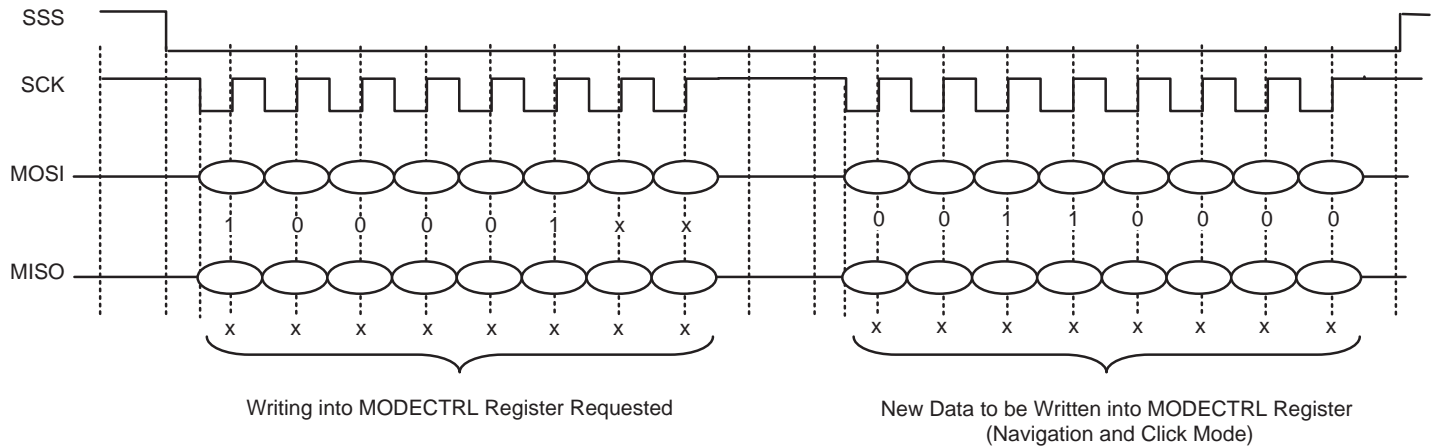 SSS
SCK
MOSI
1 0 0 0 0 1 x x 0 0 1 1 0 0 0 0
MISO
x x x x x x x x x x x x x x x x
Writing into MODECTRL Register Requested
New Data to be Written into MODECTRL Register
(Navigation and Click Mode)